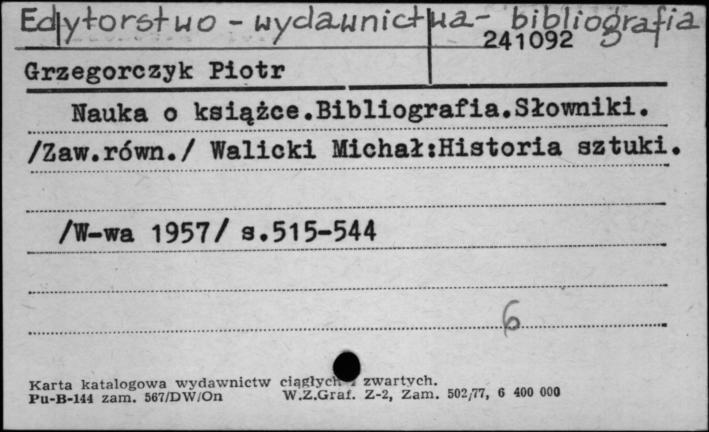 Edytorstwo - wydawnictwa - bibliografia
241092
Grzegorczyk Piotr
Nauka o książce.Bibliografia.Słowniki.
/Zaw.równ./ Walicki Michał:Historia sztuki.
/W-wa 1957/ s.515-544
6
Karta katalogowa wydawnictw ciągłych i zwartych.
Pu-B-144 zam. 567/DW/On W.Z.Graf. Z-2, Zam. 502/77, 6 400 000